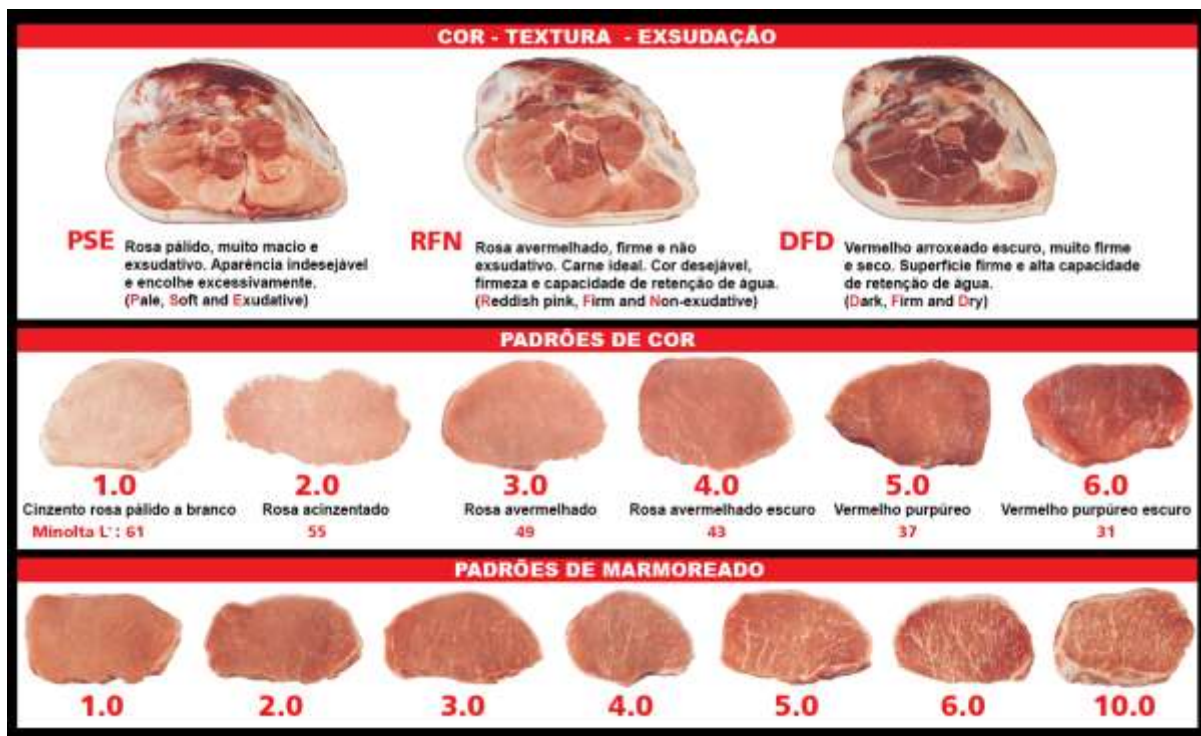 COR - TEXTURA - EXSUDAÇÃO
PSE
Rosa pálido, muito macio e
exsudativo. Aparência indesejável
e encolhe excessivamente.
(Pale, Soft and Exudative)
RFN
Rosa avermelhado, firme e não
exsudativo. Carne ideal. Cor desejável,
firmeza e capacidade de retenção de água.
(Reddish pink, Firm and Non-exudative)
DFD
Vermelho arroxeado escuro, muito firme
e seco. Superficie firme e alta capacidade
de retenção de água.
(Dark, Firm and Dry)
PADRÕES DE COR
1.0 2.0 3.0 4.0 5.0 6.0
Cinzento rosa pálido a branco Rosa acinzentado Rosa avermelhado Rosa avermelhado escuro Vermelho purpúreo Vermelho purpúreo escuro
Minolta L*: 61 55 49 43 37 31
PADRÕES DE MARMOREADO
1.0 2.0 3.0 4.0 5.0 6.0 10.0